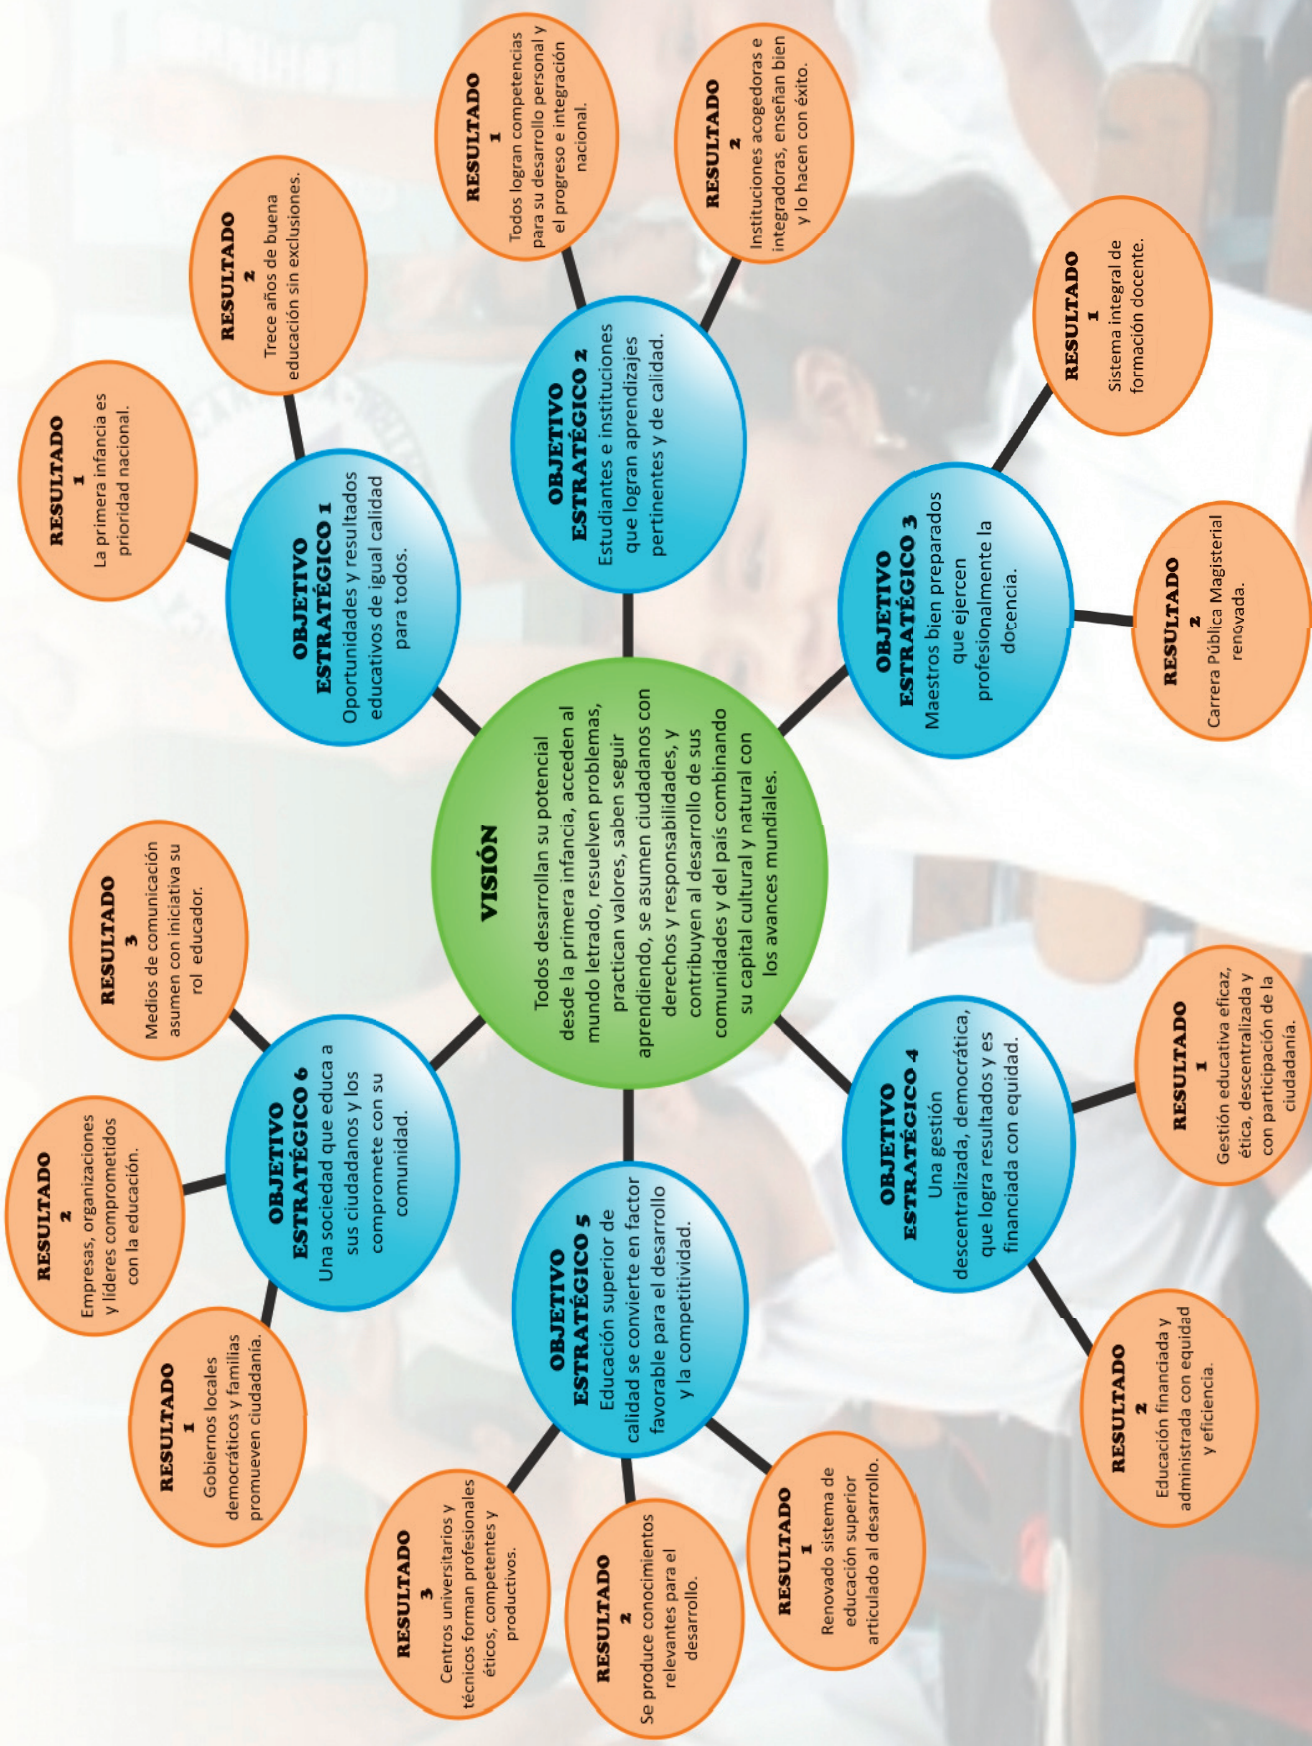 VISIÓN
Todos desarrollan su potencial
desde la primera infancia, acceden al
mundo letrado, resuelven problemas,
practican valores, saben seguir
aprendiendo, se asumen ciudadanos con
derechos y responsabilidades, y
contribuyen al desarrollo de sus
comunidades y del país combinando
su capital cultural y natural con
los avances mundiales.
OBJETIVO
ESTRATÉGICO 1
Oportunidades y resultados
educativos de igual calidad
para todos.
RESULTADO
1
La primera infancia es
prioridad nacional.
RESULTADO
2
Trece años de buena
educación sin exclusiones.
OBJETIVO
ESTRATÉGICO 2
Estudiantes e instituciones
que logran aprendizajes
pertinentes y de calidad.
RESULTADO
1
Todos logran competencias
para su desarrollo personal y
el progreso e integración
nacional.
RESULTADO
2
Instituciones acogedoras e
integradoras, enseñan bien
y lo hacen con éxito.
OBJETIVO
ESTRATÉGICO 3
Maestros bien preparados
que ejercen
profesionalmente la
docencia.
RESULTADO
1
Sistema integral de
formación docente.
RESULTADO
2
Carrera Pública Magisterial
renovada.
OBJETIVO
ESTRATÉGICO 4
Una gestión
descentralizada, democrática,
que logra resultados y es
financiada con equidad.
RESULTADO
1
Gestión educativa eficaz,
ética, descentralizada y
con participación de la
ciudadanía.
RESULTADO
2
Educación financiada y
administrada con equidad
y eficiencia.
OBJETIVO
ESTRATÉGICO 5
Educación superior de
calidad se convierte en factor
favorable para el desarrollo
y la competitividad.
RESULTADO
1
Renovado sistema de
educación superior
articulado al desarrollo.
RESULTADO
2
Se produce conocimientos
relevantes para el
desarrollo.
RESULTADO
3
Centros universitarios y
técnicos forman profesionales
éticos, competentes y
productivos.
OBJETIVO
ESTRATÉGICO 6
Una sociedad que educa a
sus ciudadanos y los
compromete con su
comunidad.
RESULTADO
1
Gobiernos locales
democráticos y familias
promueven ciudadanía.
RESULTADO
2
Empresas, organizaciones
y líderes comprometidos
con la educación.
RESULTADO
3
Medios de comunicación
asumen con iniciativa su
rol educador.